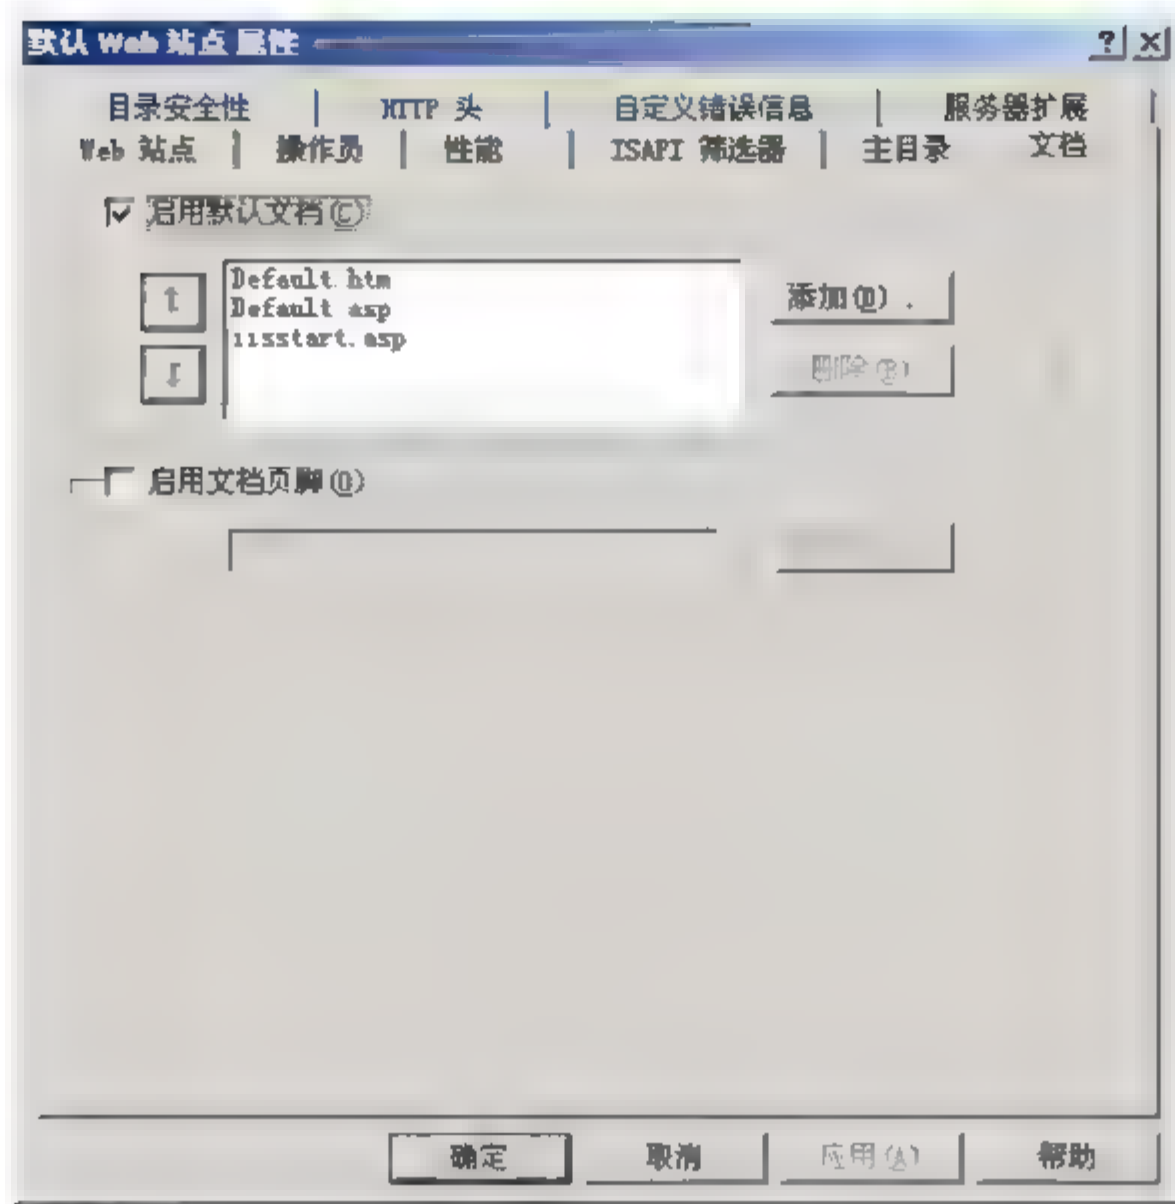 默认 Web 站点 属性 ? ×
目录安全性 HTTP 头 自定义错误信息 服务器扩展
Web 站点 操作员 性能 ISAPI 筛选器 主目录 文档
启用默认文档(C)
Default.htm
Default.asp
iisstart.asp
添加(D)...
删除(R)
启用文档页脚(O)
确定 取消 应用(A) 帮助